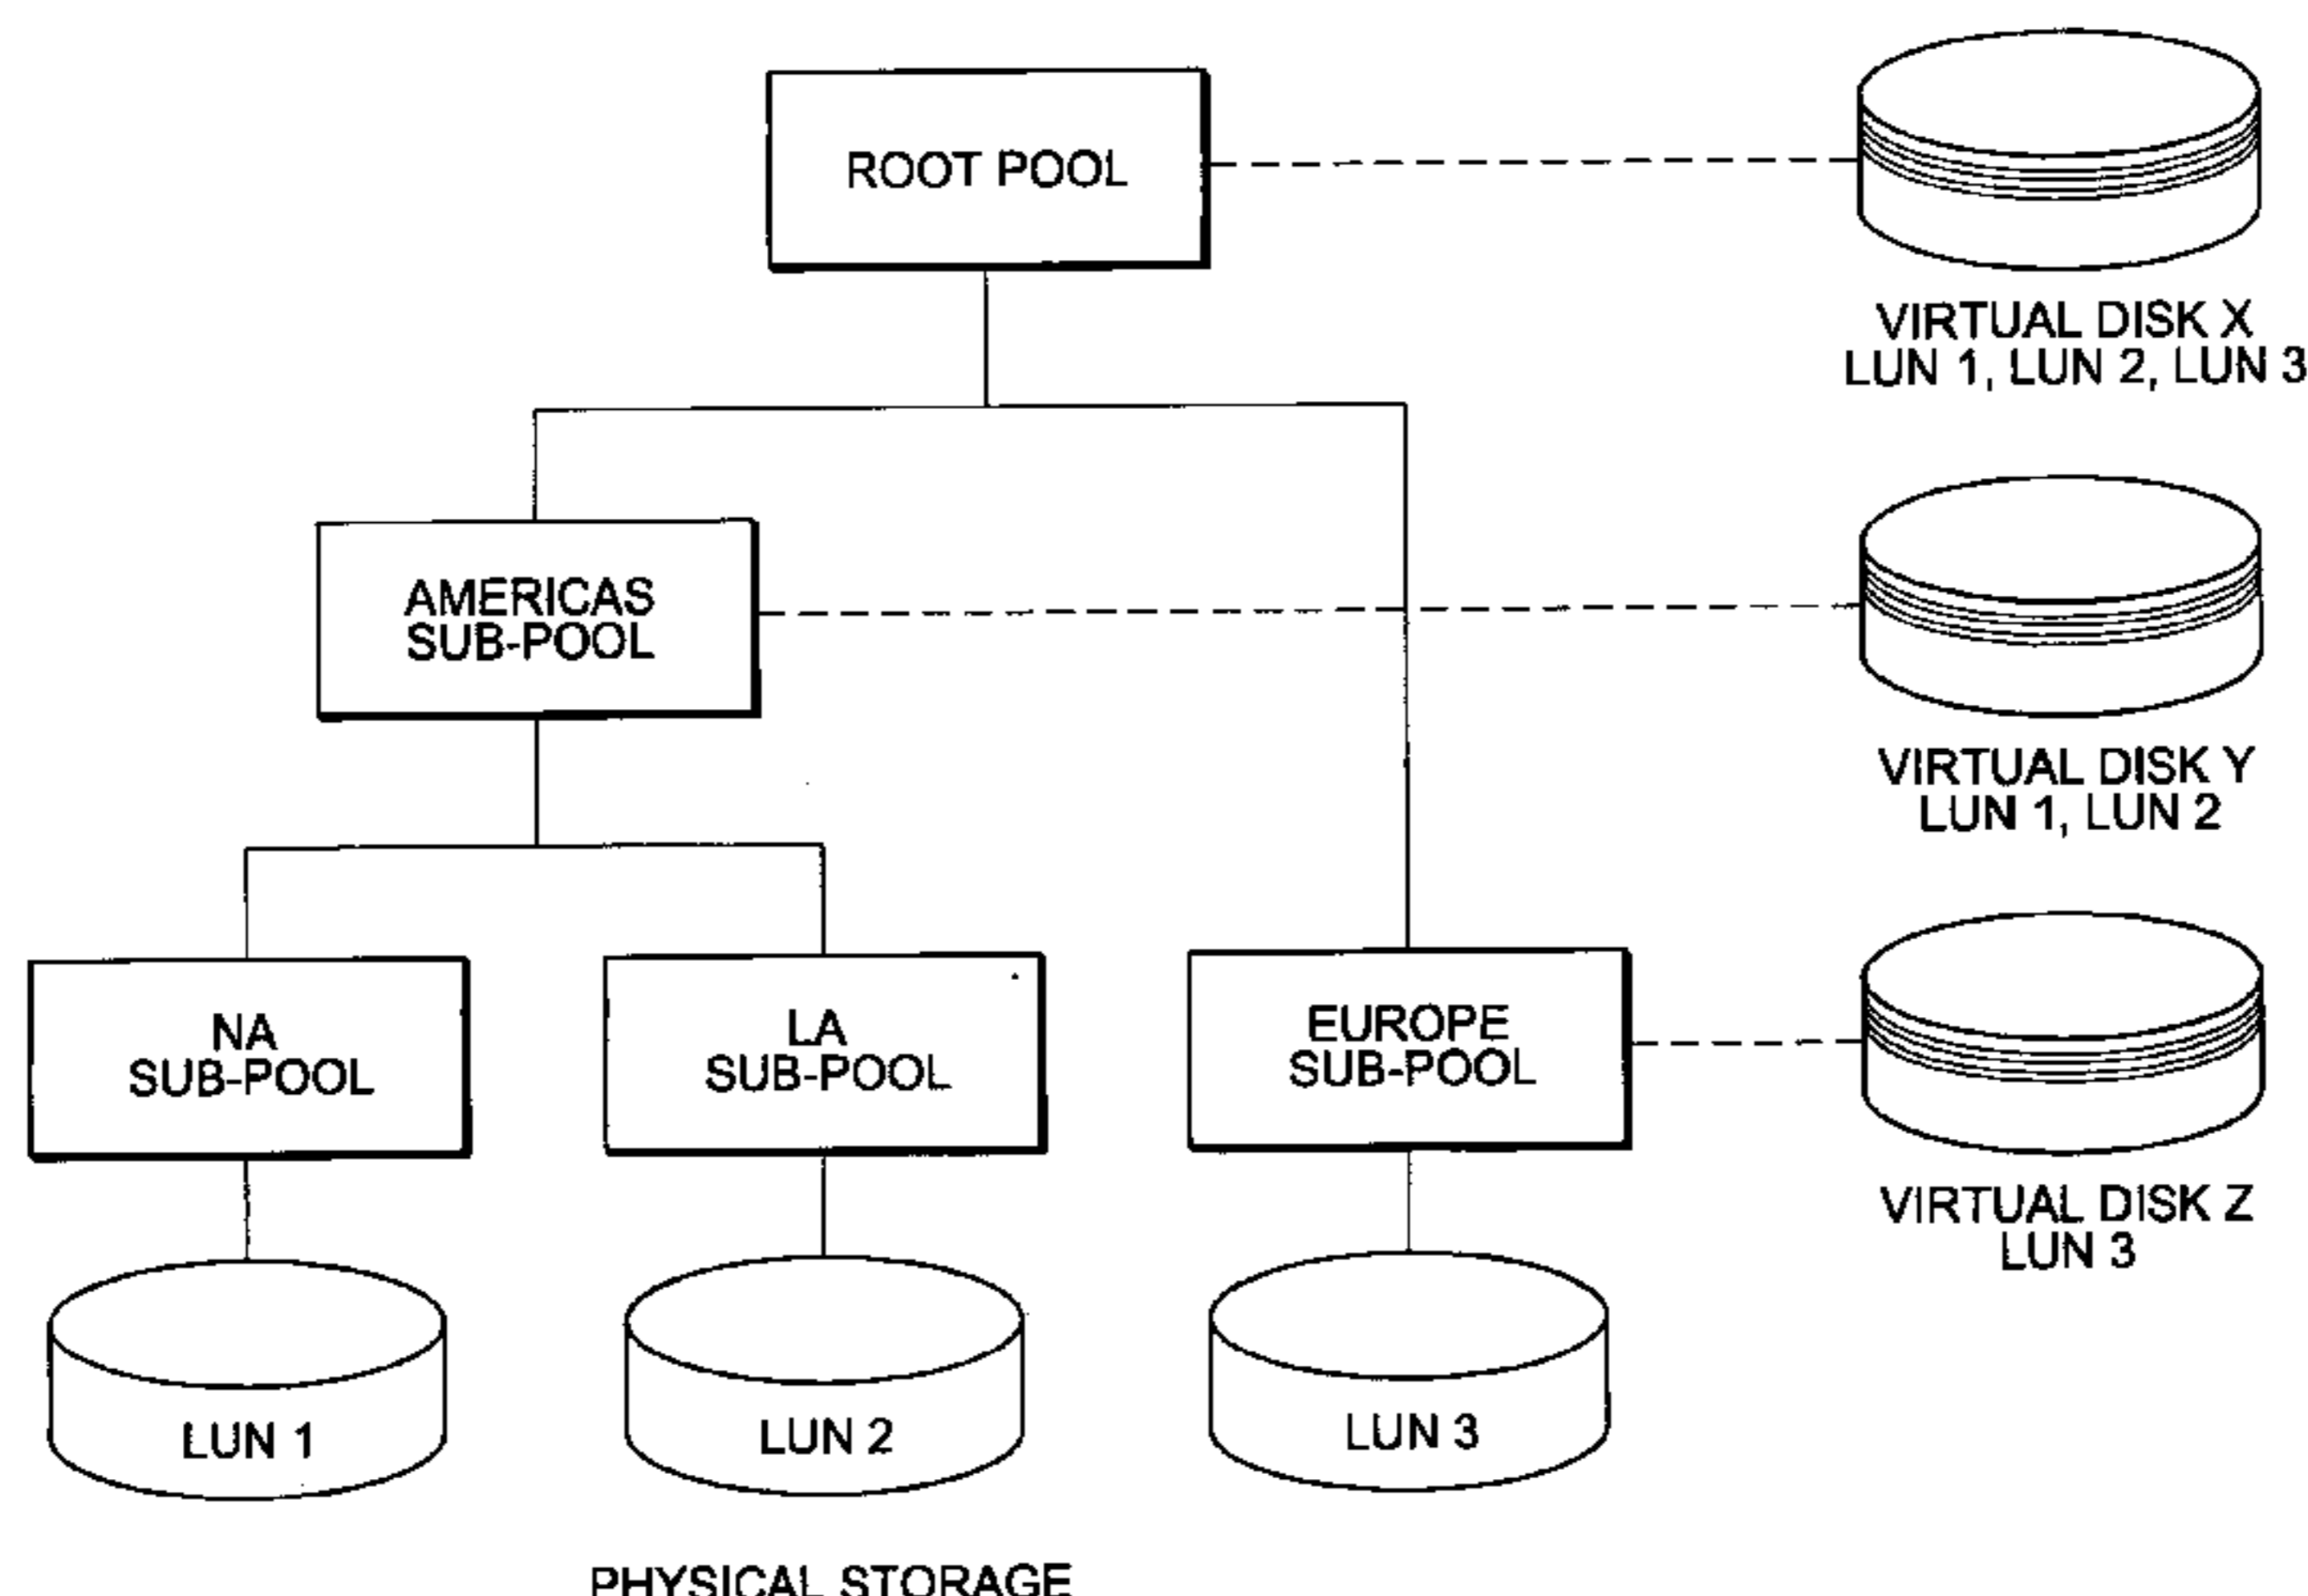 ROOT POOL
VIRTUAL DISK X
LUN 1, LUN 2, LUN 3
AMERICAS
SUB-POOL
VIRTUAL DISK Y
LUN 1, LUN 2
NA
SUB-POOL
LA
SUB-POOL
EUROPE
SUB-POOL
VIRTUAL DISK Z
LUN 3
LUN 1
LUN 2
LUN 3
PHYSICAL STORAGE